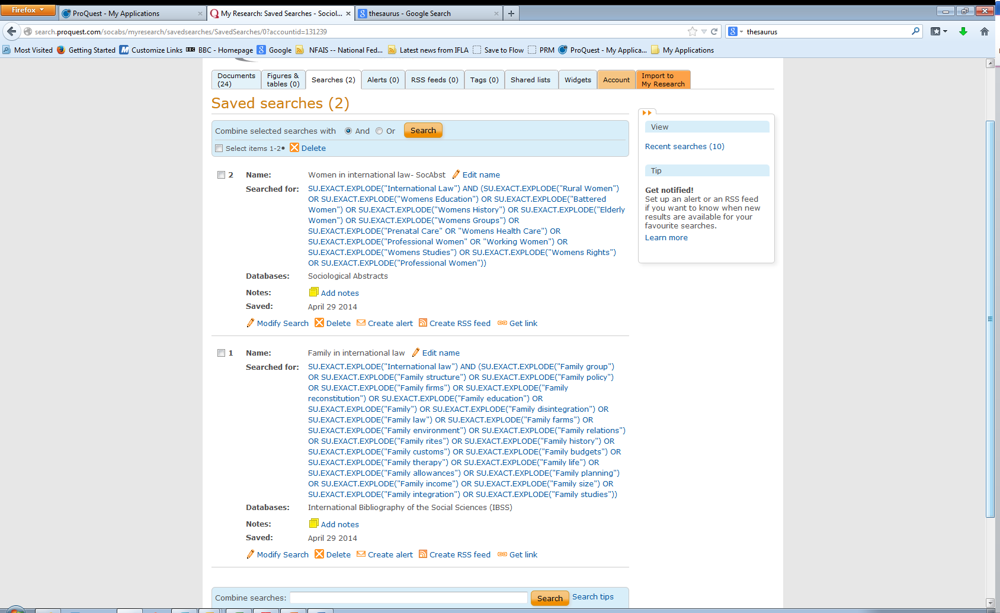 Firefox
ProQuest - My Applications
My Research: Saved Searches - Sociol...
thesaurus - Google Search
search.proquest.com/socabs/myresearch/savedsearches/SavedSearches/0?accountid=131239
thesaurus
Most Visited Getting Started Customize Links BBC - Homepage Google NFAIS -- National Fed... Latest news from IFLA Save to Flow PRM ProQuest - My Applica... My Applications
Documents (24)
Figures & tables (0)
Searches (2)
Alerts (0)
RSS feeds (0)
Tags (0)
Shared lists
Widgets
Account
Import to My Research
Saved searches (2)
Combine selected searches with And Or Search
Select items 1-2• Delete
2 Name: Women in international law- SocAbst Edit name
Searched for: SU.EXACT.EXPLODE("International Law") AND (SU.EXACT.EXPLODE("Rural Women")
OR SU.EXACT.EXPLODE("Womens Education") OR SU.EXACT.EXPLODE("Battered
Women") OR SU.EXACT.EXPLODE("Womens History") OR SU.EXACT.EXPLODE("Elderly
Women") OR SU.EXACT.EXPLODE("Womens Groups") OR
SU.EXACT.EXPLODE("Prenatal Care" OR "Womens Health Care") OR
SU.EXACT.EXPLODE("Professional Women" OR "Working Women") OR
SU.EXACT.EXPLODE("Womens Studies") OR SU.EXACT.EXPLODE("Womens Rights")
OR SU.EXACT.EXPLODE("Professional Women"))
Databases: Sociological Abstracts
Notes: Add notes
Saved: April 29 2014
Modify Search Delete Create alert Create RSS feed Get link
1 Name: Family in international law Edit name
Searched for: SU.EXACT.EXPLODE("International law") AND (SU.EXACT.EXPLODE("Family group")
OR SU.EXACT.EXPLODE("Family structure") OR SU.EXACT.EXPLODE("Family policy")
OR SU.EXACT.EXPLODE("Family firms") OR SU.EXACT.EXPLODE("Family
reconstitution") OR SU.EXACT.EXPLODE("Family education") OR
SU.EXACT.EXPLODE("Family") OR SU.EXACT.EXPLODE("Family disintegration") OR
SU.EXACT.EXPLODE("Family law") OR SU.EXACT.EXPLODE("Family farms") OR
SU.EXACT.EXPLODE("Family environment") OR SU.EXACT.EXPLODE("Family relations")
OR SU.EXACT.EXPLODE("Family rites") OR SU.EXACT.EXPLODE("Family history") OR
SU.EXACT.EXPLODE("Family customs") OR SU.EXACT.EXPLODE("Family budgets") OR
SU.EXACT.EXPLODE("Family therapy") OR SU.EXACT.EXPLODE("Family life") OR
SU.EXACT.EXPLODE("Family allowances") OR SU.EXACT.EXPLODE("Family planning")
OR SU.EXACT.EXPLODE("Family income") OR SU.EXACT.EXPLODE("Family size") OR
SU.EXACT.EXPLODE("Family integration") OR SU.EXACT.EXPLODE("Family studies"))
Databases: International Bibliography of the Social Sciences (IBSS)
Notes: Add notes
Saved: April 29 2014
Modify Search Delete Create alert Create RSS feed Get link
Combine searches: Search Search tips
View
Recent searches (10)
Tip
Get notified!
Set up an alert or an RSS feed
if you want to know when new
results are available for your
favourite searches.
Learn more